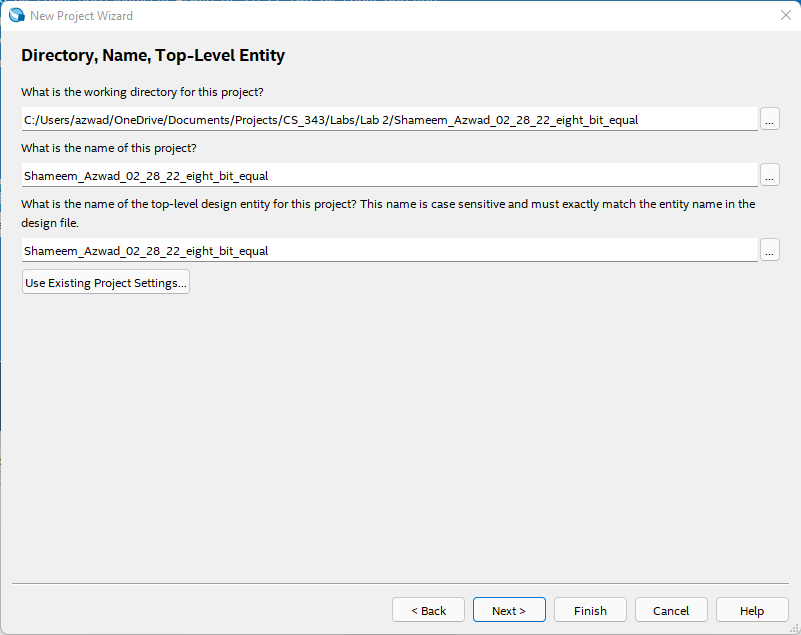 New Project Wizard
Directory, Name, Top-Level Entity
What is the working directory for this project?
C:/Users/azwad/OneDrive/Documents/Projects/CS_343/Labs/Lab 2/Shameem_Azwad_02_28_22_eight_bit_equal
...
What is the name of this project?
Shameem_Azwad_02_28_22_eight_bit_equal
...
What is the name of the top-level design entity for this project? This name is case sensitive and must exactly match the entity name in the
design file.
Shameem_Azwad_02_28_22_eight_bit_equal
...
Use Existing Project Settings...
< Back
Next >
Finish
Cancel
Help